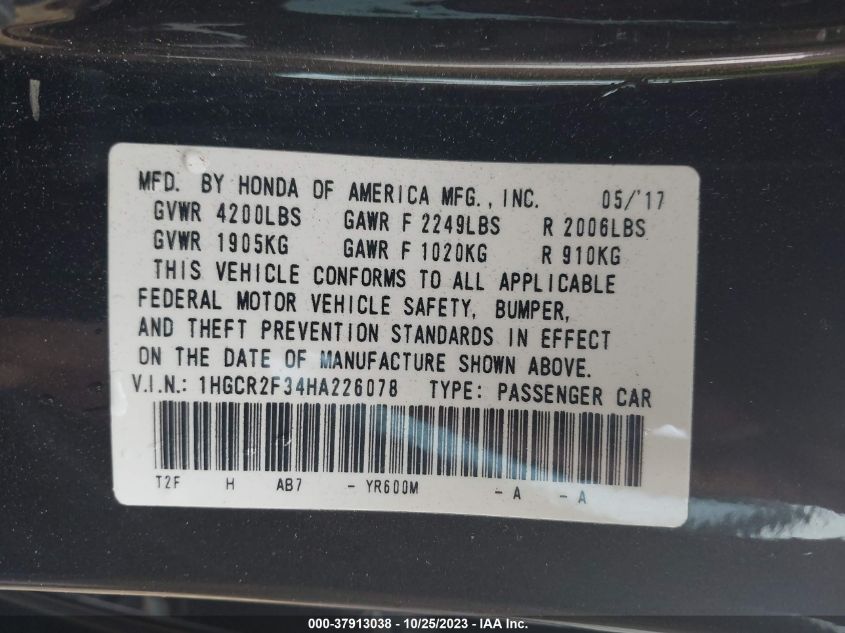 MFD. BY HONDA OF AMERICA MFG., INC. 05/'17
GVWR 4200LBS GAWR F 2249LBS R 2006LBS
GVWR 1905KG GAWR F 1020KG R 910KG
THIS VEHICLE CONFORMS TO ALL APPLICABLE
FEDERAL MOTOR VEHICLE SAFETY, BUMPER,
AND THEFT PREVENTION STANDARDS IN EFFECT
ON THE DATE OF MANUFACTURE SHOWN ABOVE.
V.I.N.: 1HGCR2F34HA226078 TYPE: PASSENGER CAR
T2F H AB7 - YR600M - A - A
000-37913038 - 10/25/2023 - IAA Inc.